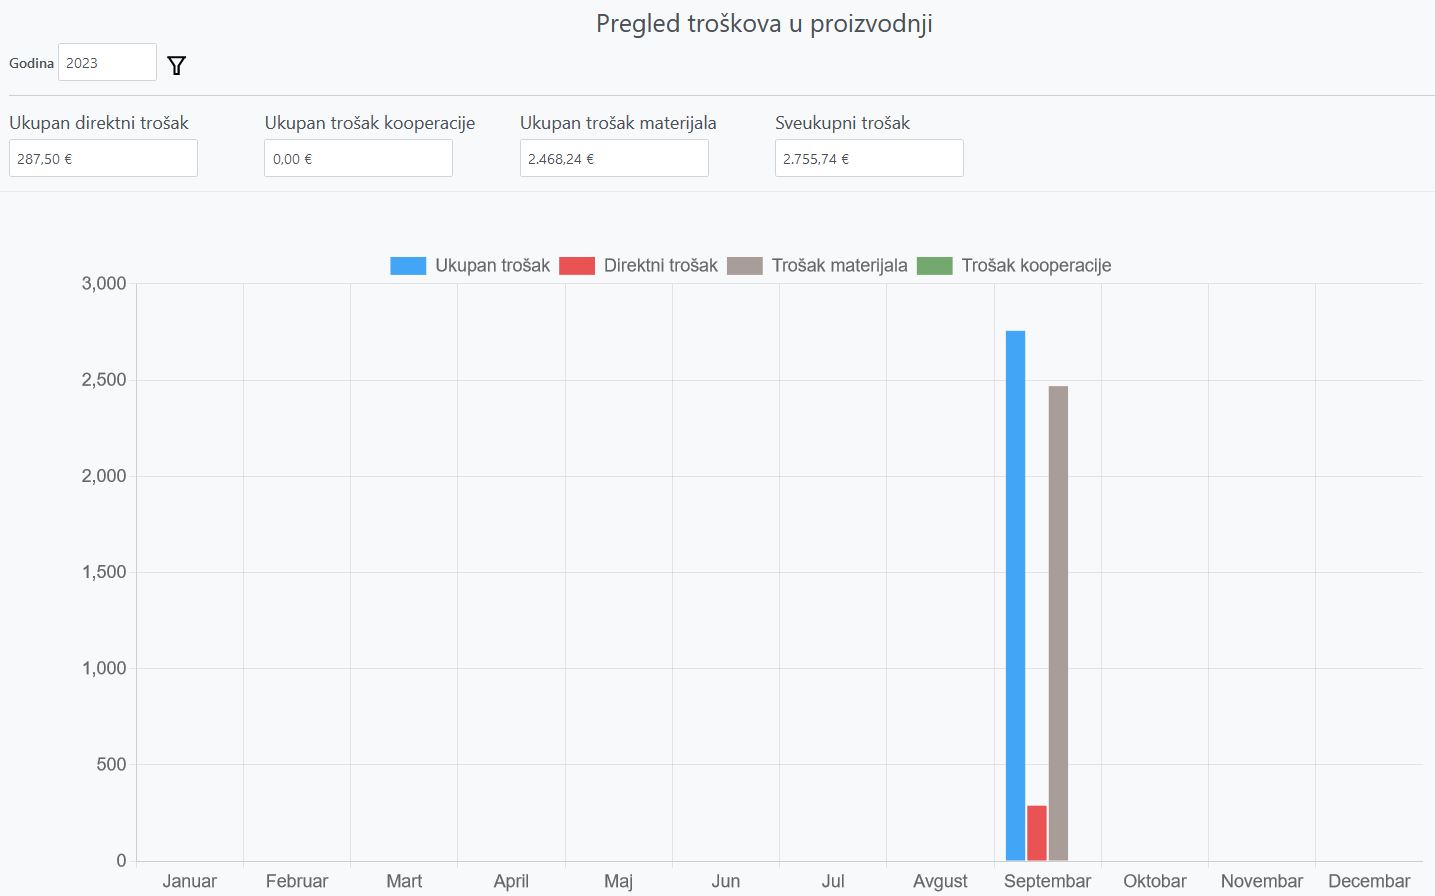 Pregled troškova u proizvodnji
Godina 2023
Ukupan direktni trošak Ukupan trošak kooperacije Ukupan trošak materijala Sveukupni trošak
287,50 € 0,00 € 2.468,24 € 2.755,74 €
Ukupan trošak Direktni trošak Trošak materijala Trošak kooperacije
3,000
2,500
2,000
1,500
1,000
500
0
Januar Februar Mart April Maj Jun Jul Avgust Septembar Oktobar Novembar Decembar